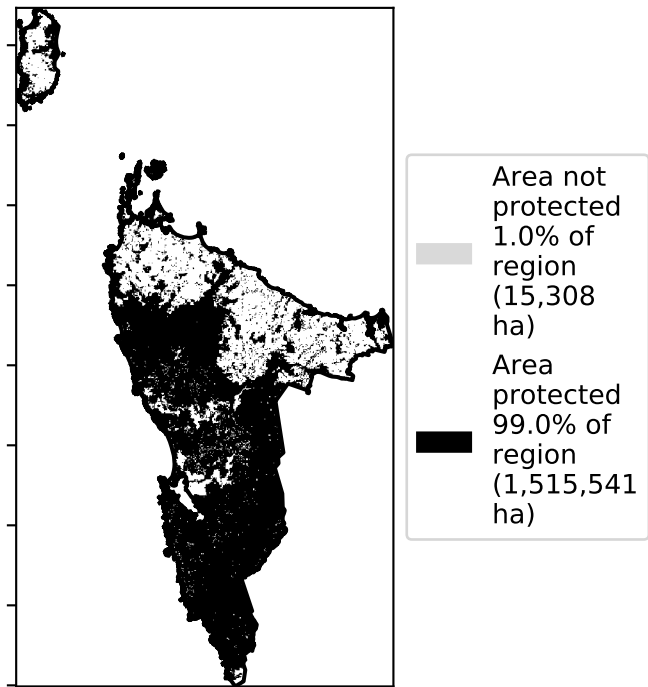 Area not
protected
1.0% of
region
(15,308
ha)
Area
protected
99.0% of
region
(1,515,541
ha)